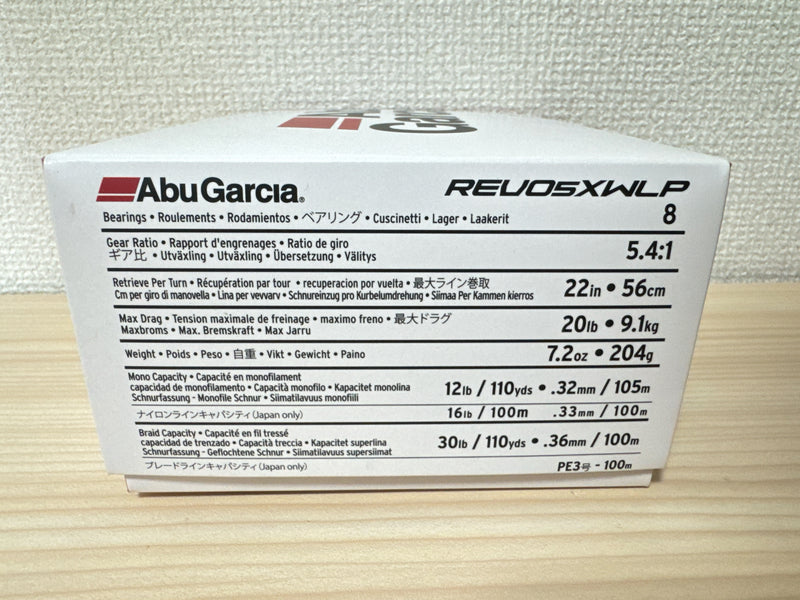 Abu Garcia®
REVO5XWLP
Bearings • Roulements • Rodamientos • ベアリング • Cuscinetti • Lager • Laakerit 8
Gear Ratio • Rapport d'engrenages • Ratio de giro
ギア比 • Utväxling • Utväxling • Übersetzung • Välitys 5.4:1
Retrieve Per Turn • Récupération par tour • recuperacion por vuelta • 最大ライン巻取
Cm per giro di manovella • Lina per vevvarv • Schnureinzug pro Kurbelumdrehung • Siimaa Per Kammen kierros 22in • 56cm
Max Drag • Tension maximale de freinage • maximo freno • 最大ドラグ
Maxbroms • Max. Bremskraft • Max Jarru 20lb • 9.1kg
Weight • Poids • Peso • 自重 • Vikt • Gewicht • Paino 7.2oz • 204g
Mono Capacity • Capacité en monofilament
capacidad de monofilamento • Capacità monofilo • Kapacitet monolina
Schnurfassung - Monofile Schnur • Siimatilavuus monofiili 12lb / 110yds • .32mm / 105m
ナイロンラインキャパシティ(Japan only) 16lb / 100m .33mm / 100m
Braid Capacity • Capacité en fil tressé
capacidad de trenzado • Capacità treccia • Kapacitet superlina
Schnurfassung - Geflochtene Schnur • Siimatilavuus supersiimat 30lb / 110yds • .36mm / 100m
ブレードラインキャパシティ(Japan only) PE3号 - 100m